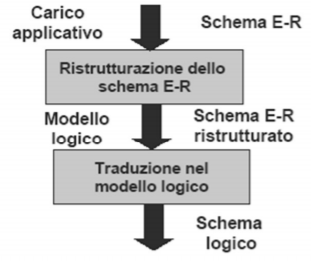 Carico
applicativo
Schema E-R
Ristrutturazione dello
schema E-R
Modello
logico
Schema E-R
ristrutturato
Traduzione nel
modello logico
Schema
logico